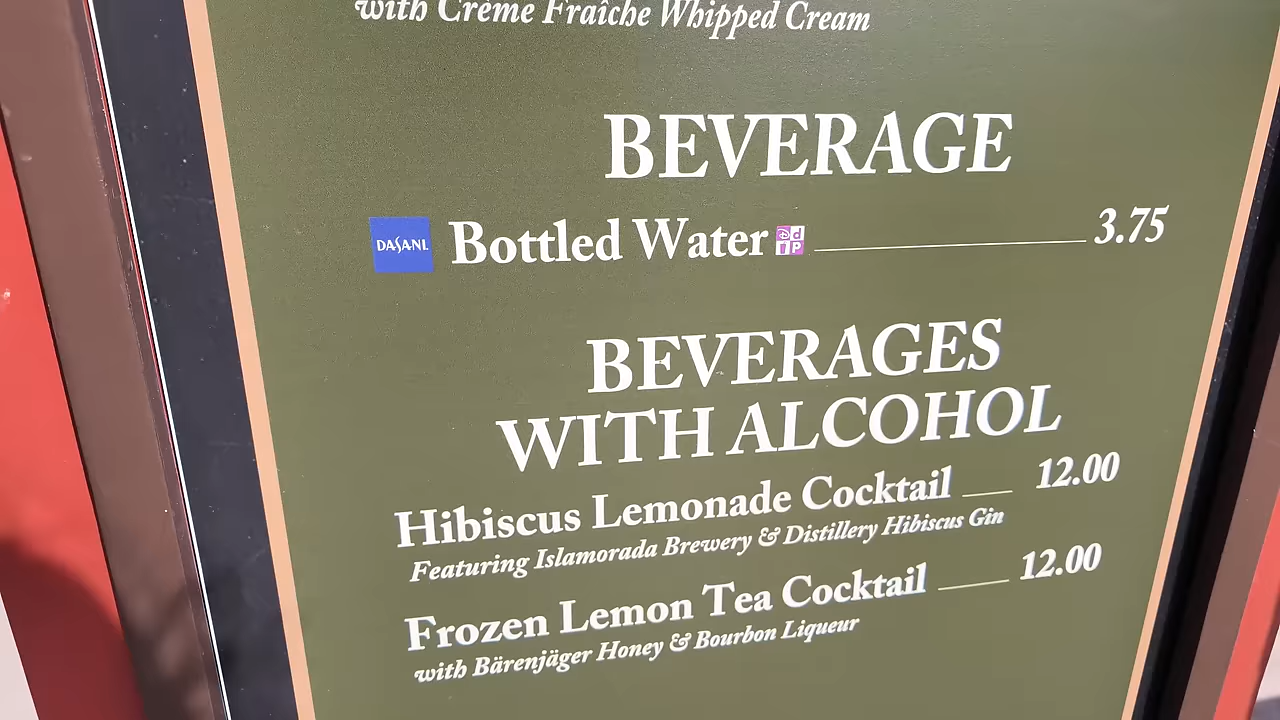 with Crème Fraîche Whipped Cream
BEVERAGE
DASANI Bottled Water 3.75
BEVERAGES
WITH ALCOHOL
Hibiscus Lemonade Cocktail 12.00
Featuring Islamorada Brewery & Distillery Hibiscus Gin
Frozen Lemon Tea Cocktail 12.00
with Bärenjäger Honey & Bourbon Liqueur